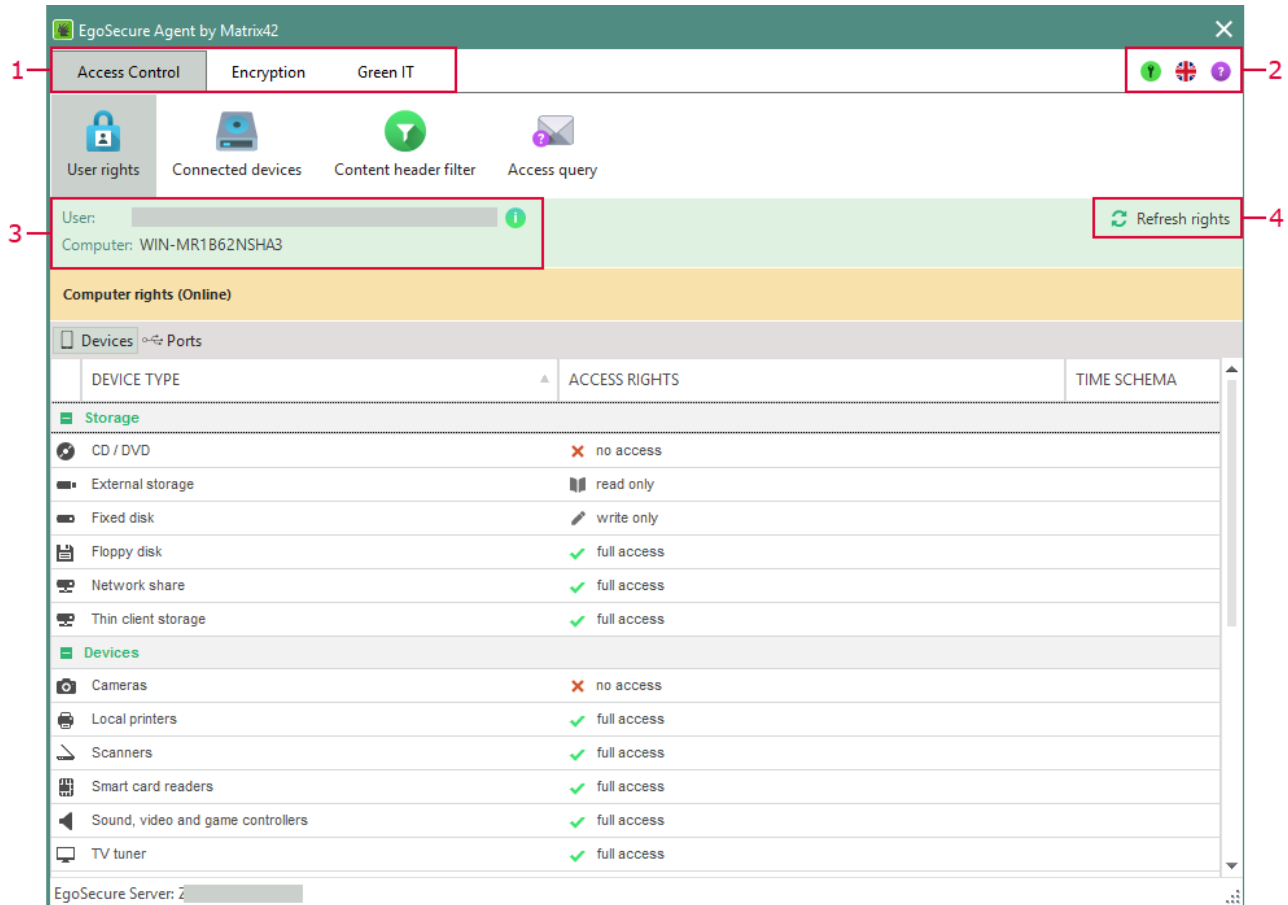 EgoSecure Agent by Matrix42
1 Access Control Encryption Green IT ? 2
User rights Connected devices Content header filter ? Access query
User: i
3
Computer: WIN-MR1B62NSHA3
Refresh rights 4
Computer rights (Online)
Devices Ports
DEVICE TYPE ACCESS RIGHTS TIME SCHEMA
Storage
CD / DVD no access
External storage read only
Fixed disk write only
Floppy disk full access
Network share full access
Thin client storage full access
Devices
Cameras no access
Local printers full access
Scanners full access
Smart card readers full access
Sound, video and game controllers full access
TV tuner full access
EgoSecure Server: Z